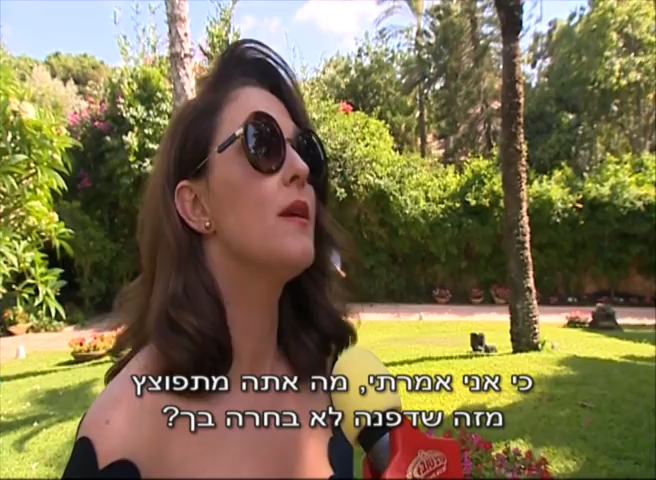 כי אני אמרתי, מה אתה מתפוצץ
מזה שדפנה לא בחרה בך?